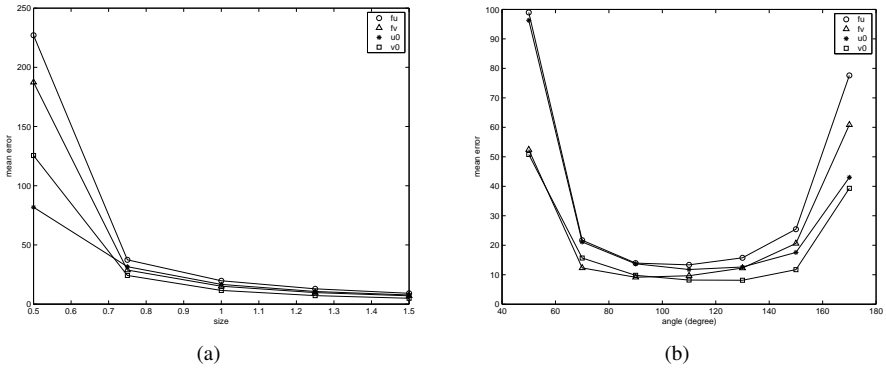 250
200
150
100
50
0
mean error
0.5 0.6 0.7 0.8 0.9 1 1.1 1.2 1.3 1.4 1.5
size
fu
fv
u0
v0
(a)
100
90
80
70
60
50
40
30
20
10
0
mean error
40 60 80 100 120 140 160 180
angle (degree)
fu
fv
u0
v0
(b)